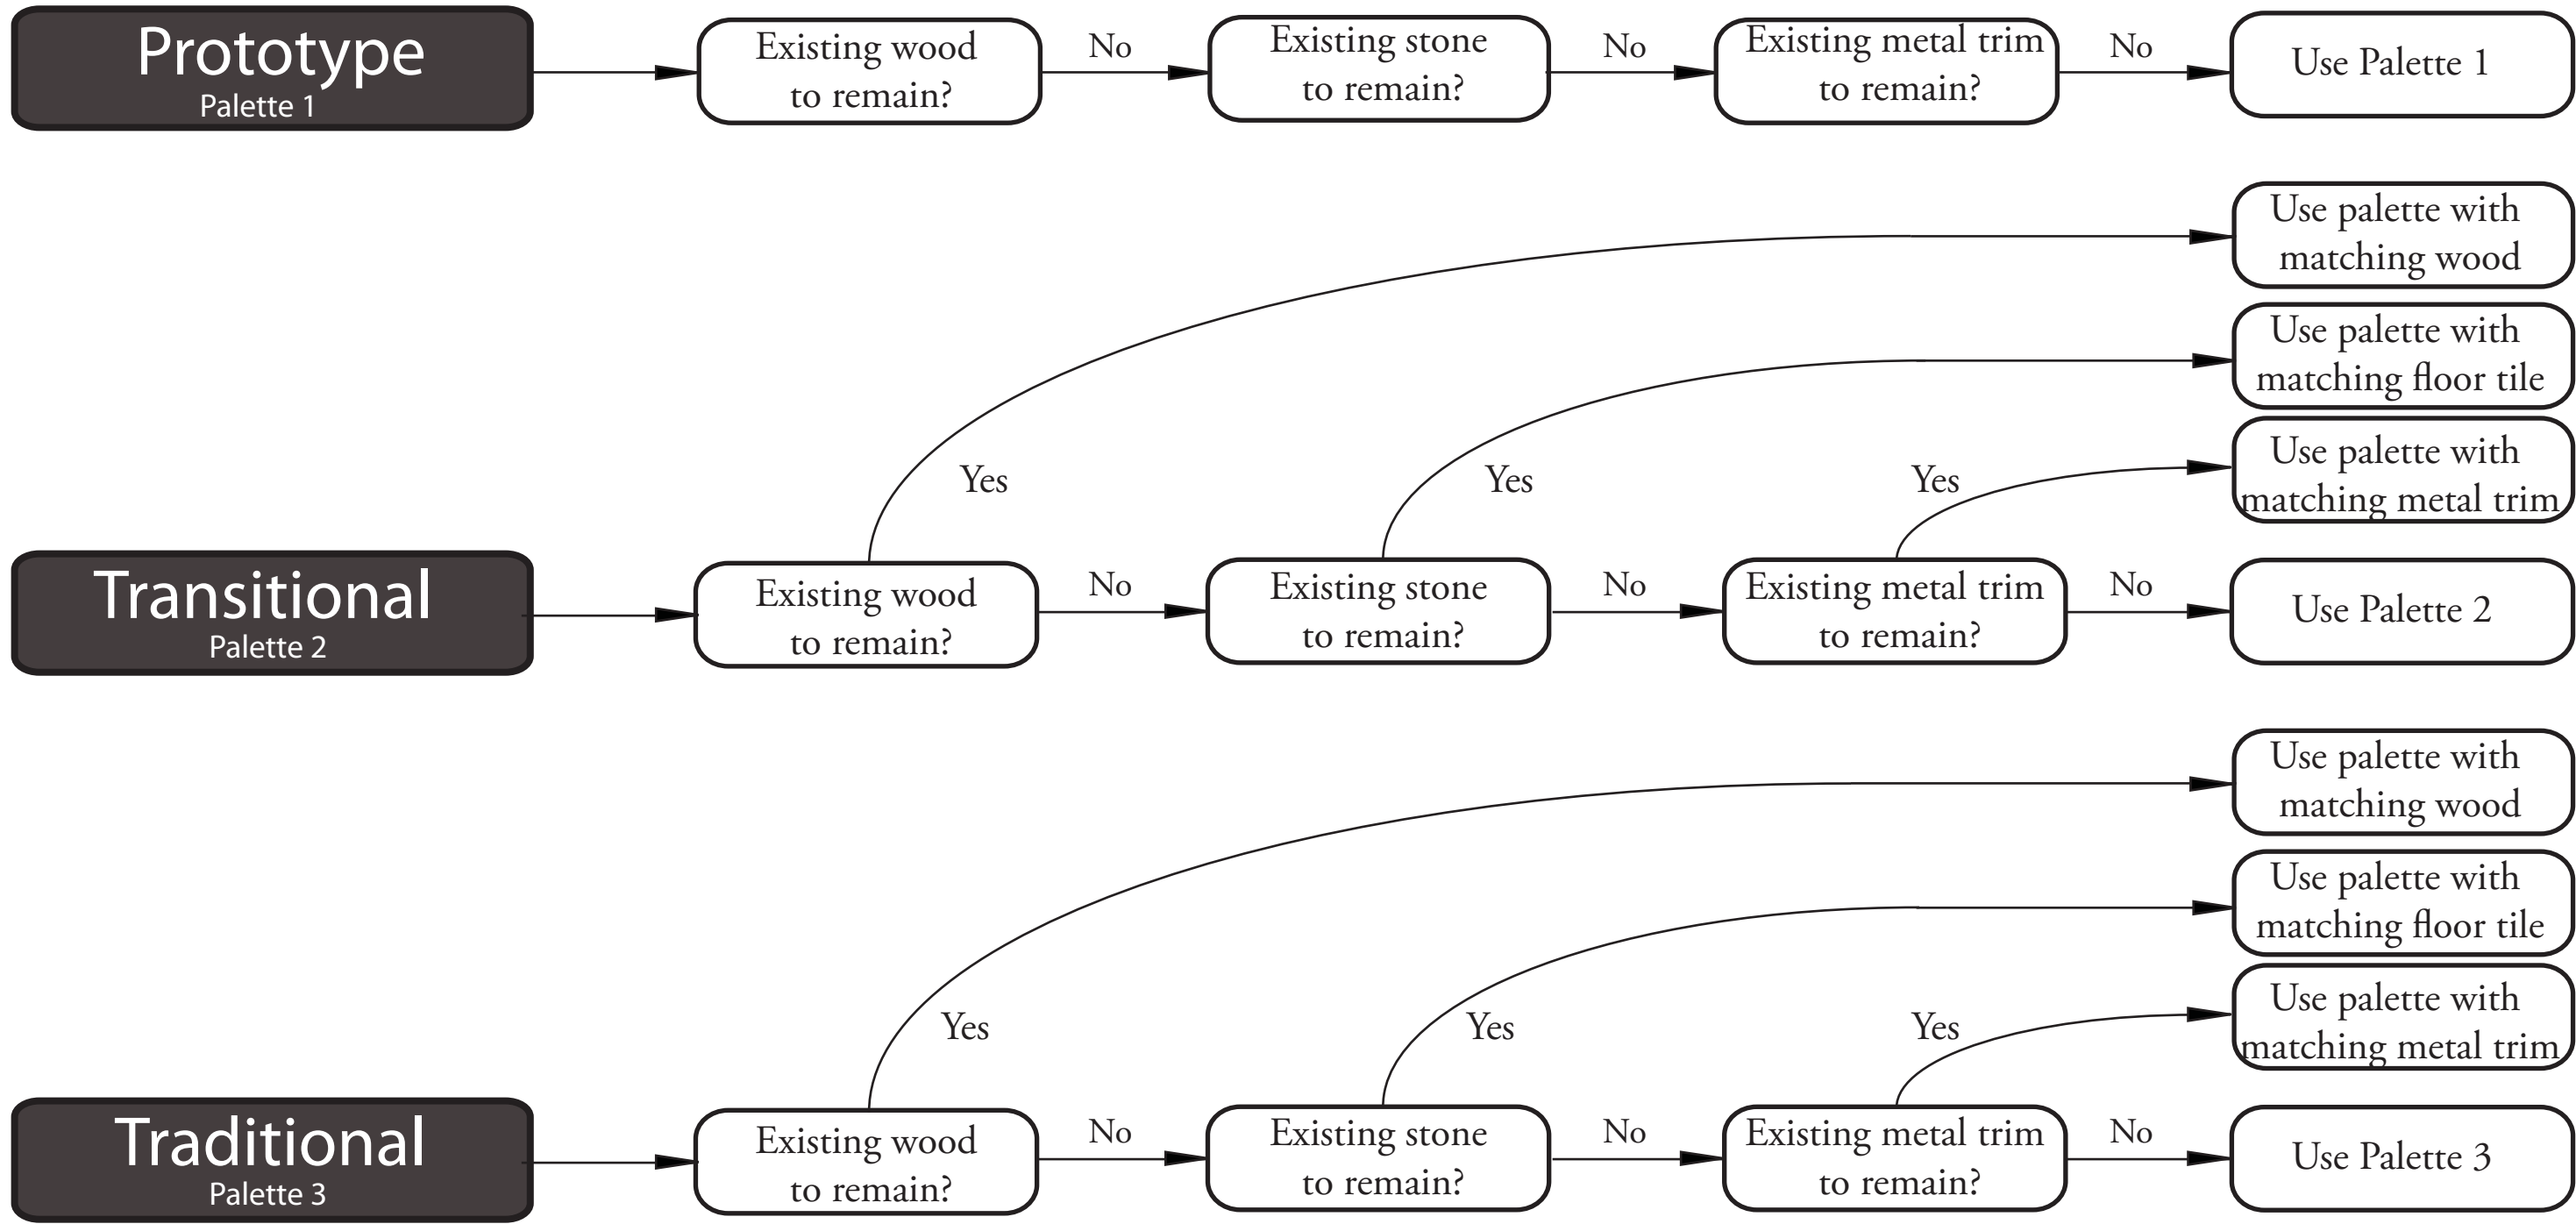 Prototype
Palette 1
Existing wood
to remain?
No
Existing stone
to remain?
No
Existing metal trim
to remain?
No
Use Palette 1
Use palette with
matching wood
Use palette with
matching floor tile
Use palette with
matching metal trim
Yes
Yes
Yes
Transitional
Palette 2
Existing wood
to remain?
No
Existing stone
to remain?
No
Existing metal trim
to remain?
No
Use Palette 2
Use palette with
matching wood
Use palette with
matching floor tile
Use palette with
matching metal trim
Yes
Yes
Yes
Traditional
Palette 3
Existing wood
to remain?
No
Existing stone
to remain?
No
Existing metal trim
to remain?
No
Use Palette 3